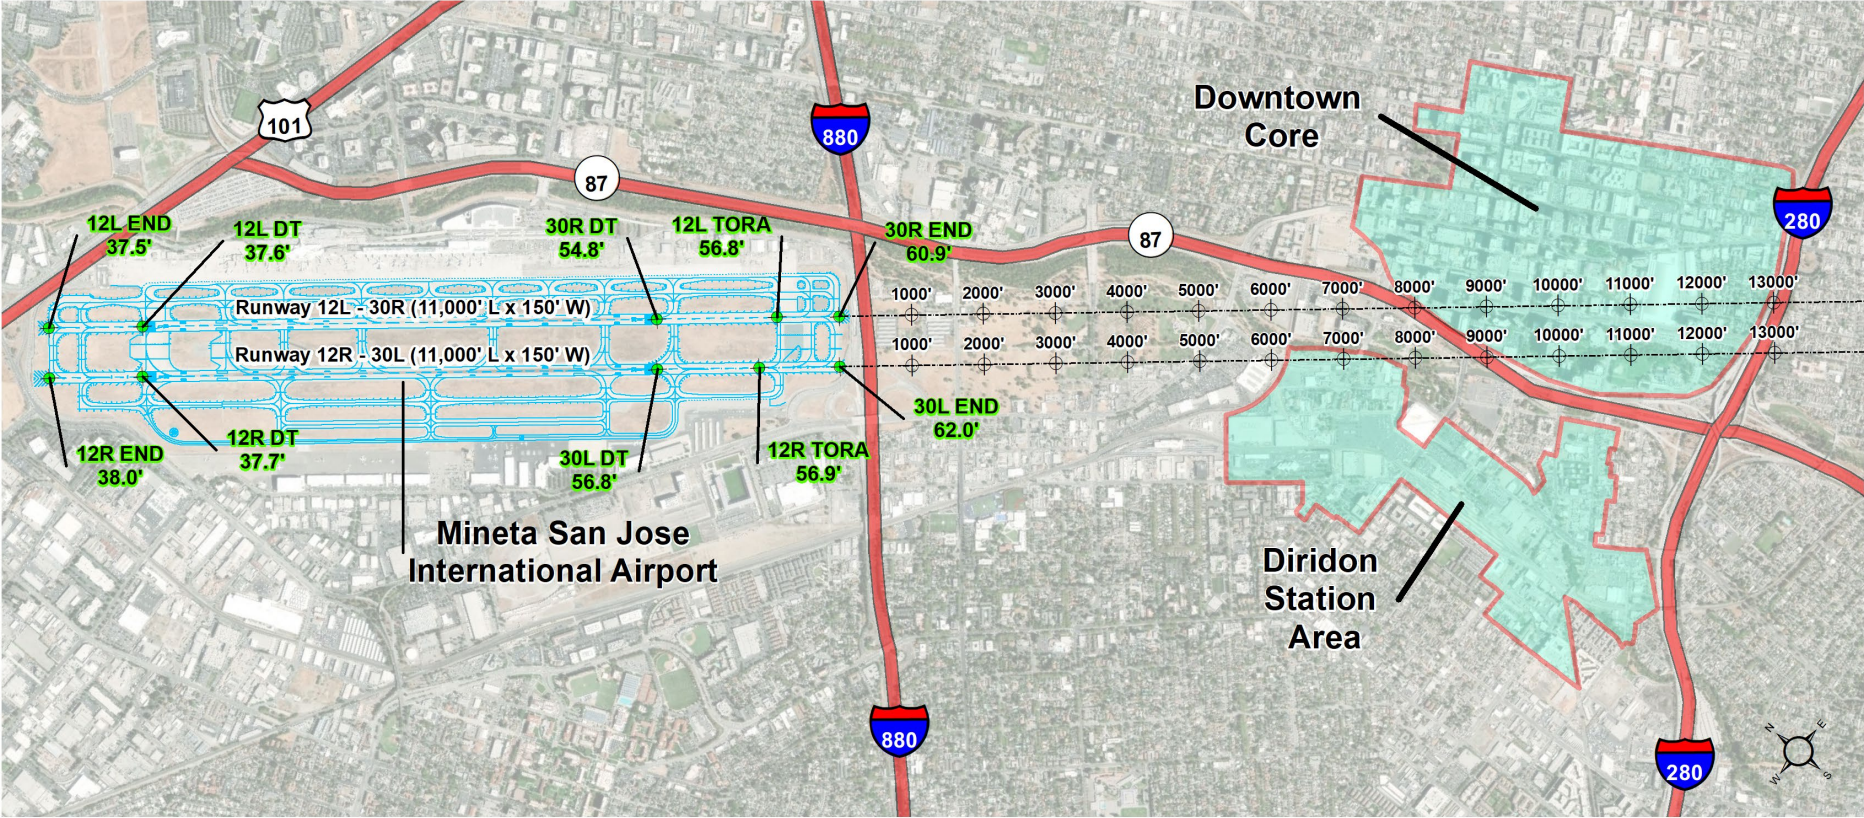 101
880
87
Downtown
Core
280
12L END
37.5'
12L DT
37.6'
30R DT
54.8'
12L TORA
56.8'
30R END
60.9'
87
Runway 12L - 30R (11,000' L x 150' W)
1000' 2000' 3000' 4000' 5000' 6000' 7000' 8000' 9000' 10000' 11000' 12000' 13000'
Runway 12R - 30L (11,000' L x 150' W)
1000' 2000' 3000' 4000' 5000' 6000' 7000' 8000' 9000' 10000' 11000' 12000' 13000'
12R END
38.0'
12R DT
37.7'
30L DT
56.8'
12R TORA
56.9'
30L END
62.0'
Mineta San Jose
International Airport
Diridon
Station
Area
880
280
N
E
W
S